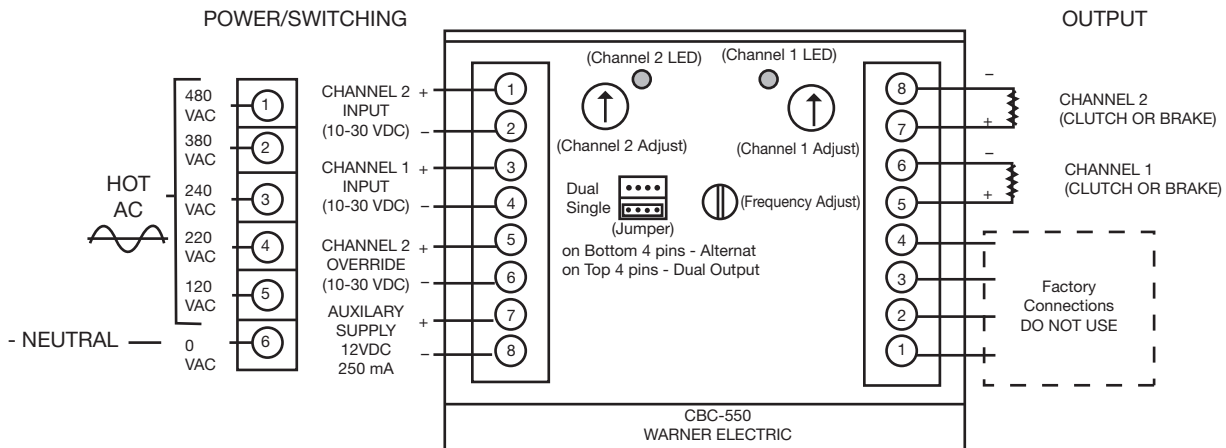 POWER/SWITCHING
OUTPUT
HOT
AC
480
VAC
1
380
VAC
2
240
VAC
3
220
VAC
4
120
VAC
5
- NEUTRAL
0
VAC
6
CHANNEL 2
INPUT
(10-30 VDC)
+
−
CHANNEL 1
INPUT
(10-30 VDC)
+
−
CHANNEL 2
OVERRIDE
(10-30 VDC)
+
−
AUXILARY
SUPPLY
12VDC
250 mA
+
−
1
2
3
4
5
6
7
8
(Channel 2 LED)
(Channel 1 LED)
(Channel 2 Adjust)
(Channel 1 Adjust)
Dual
Single
(Jumper)
(Frequency Adjust)
on Bottom 4 pins - Alternat
on Top 4 pins - Dual Output
8
7
6
5
4
3
2
1
−
+
CHANNEL 2
(CLUTCH OR BRAKE)
−
+
CHANNEL 1
(CLUTCH OR BRAKE)
Factory
Connections
DO NOT USE
CBC-550
WARNER ELECTRIC